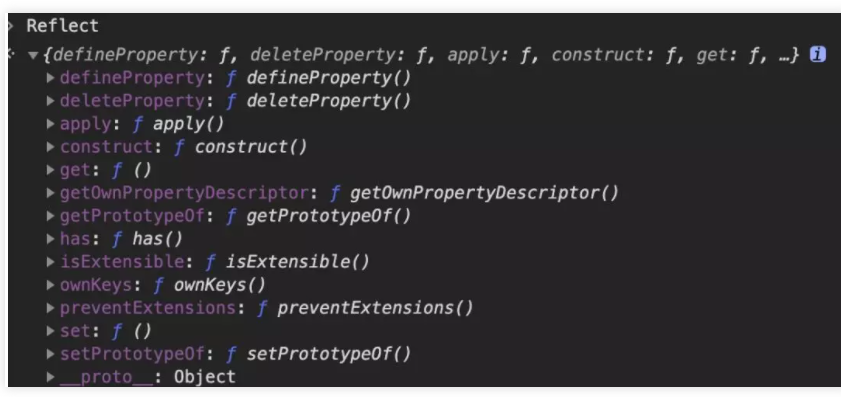 Reflect
{defineProperty: ƒ, deleteProperty: ƒ, apply: ƒ, construct: ƒ, get: ƒ, …} i
defineProperty: ƒ defineProperty()
deleteProperty: ƒ deleteProperty()
apply: ƒ apply()
construct: ƒ construct()
get: ƒ ()
getOwnPropertyDescriptor: ƒ getOwnPropertyDescriptor()
getPrototypeOf: ƒ getPrototypeOf()
has: ƒ has()
isExtensible: ƒ isExtensible()
ownKeys: ƒ ownKeys()
preventExtensions: ƒ preventExtensions()
set: ƒ ()
setPrototypeOf: ƒ setPrototypeOf()
__proto__: Object